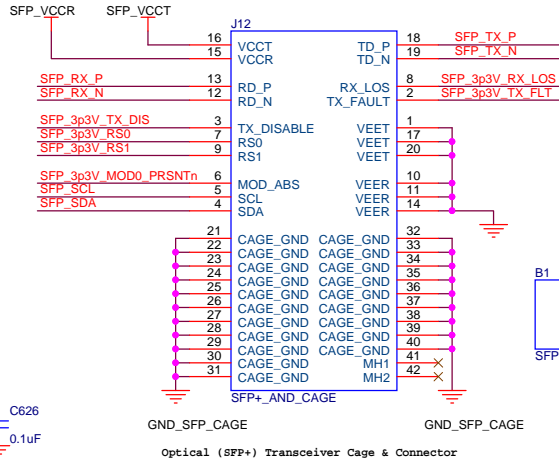 SFP_VCCR SFP_VCCT
J12
16 VCCT TD_P 18 SFP_TX_P
15 VCCR TD_N 19 SFP_TX_N
SFP_RX_P 13 RD_P RX_LOS 8 SFP_3p3V_RX_LOS
SFP_RX_N 12 RD_N TX_FAULT 2 SFP_3p3V_TX_FLT
SFP_3p3V_TX_DIS 3 TX_DISABLE VEET 1
SFP_3p3V_RS0 7 RS0 VEET 17
SFP_3p3V_RS1 9 RS1 VEET 20
SFP_3p3V_MOD0_PRSNTn 6 MOD_ABS VEER 10
SFP_SCL 5 SCL VEER 11
SFP_SDA 4 SDA VEER 14
21 CAGE_GND CAGE_GND 32
22 CAGE_GND CAGE_GND 33
23 CAGE_GND CAGE_GND 34
24 CAGE_GND CAGE_GND 35
25 CAGE_GND CAGE_GND 36
26 CAGE_GND CAGE_GND 37
27 CAGE_GND CAGE_GND 38
28 CAGE_GND CAGE_GND 39
29 CAGE_GND CAGE_GND 40
30 CAGE_GND MH1 41
31 CAGE_GND MH2 42
SFP+_AND_CAGE
B1
SFP
C626
0.1uF
GND_SFP_CAGE GND_SFP_CAGE
Optical (SFP+) Transceiver Cage & Connector